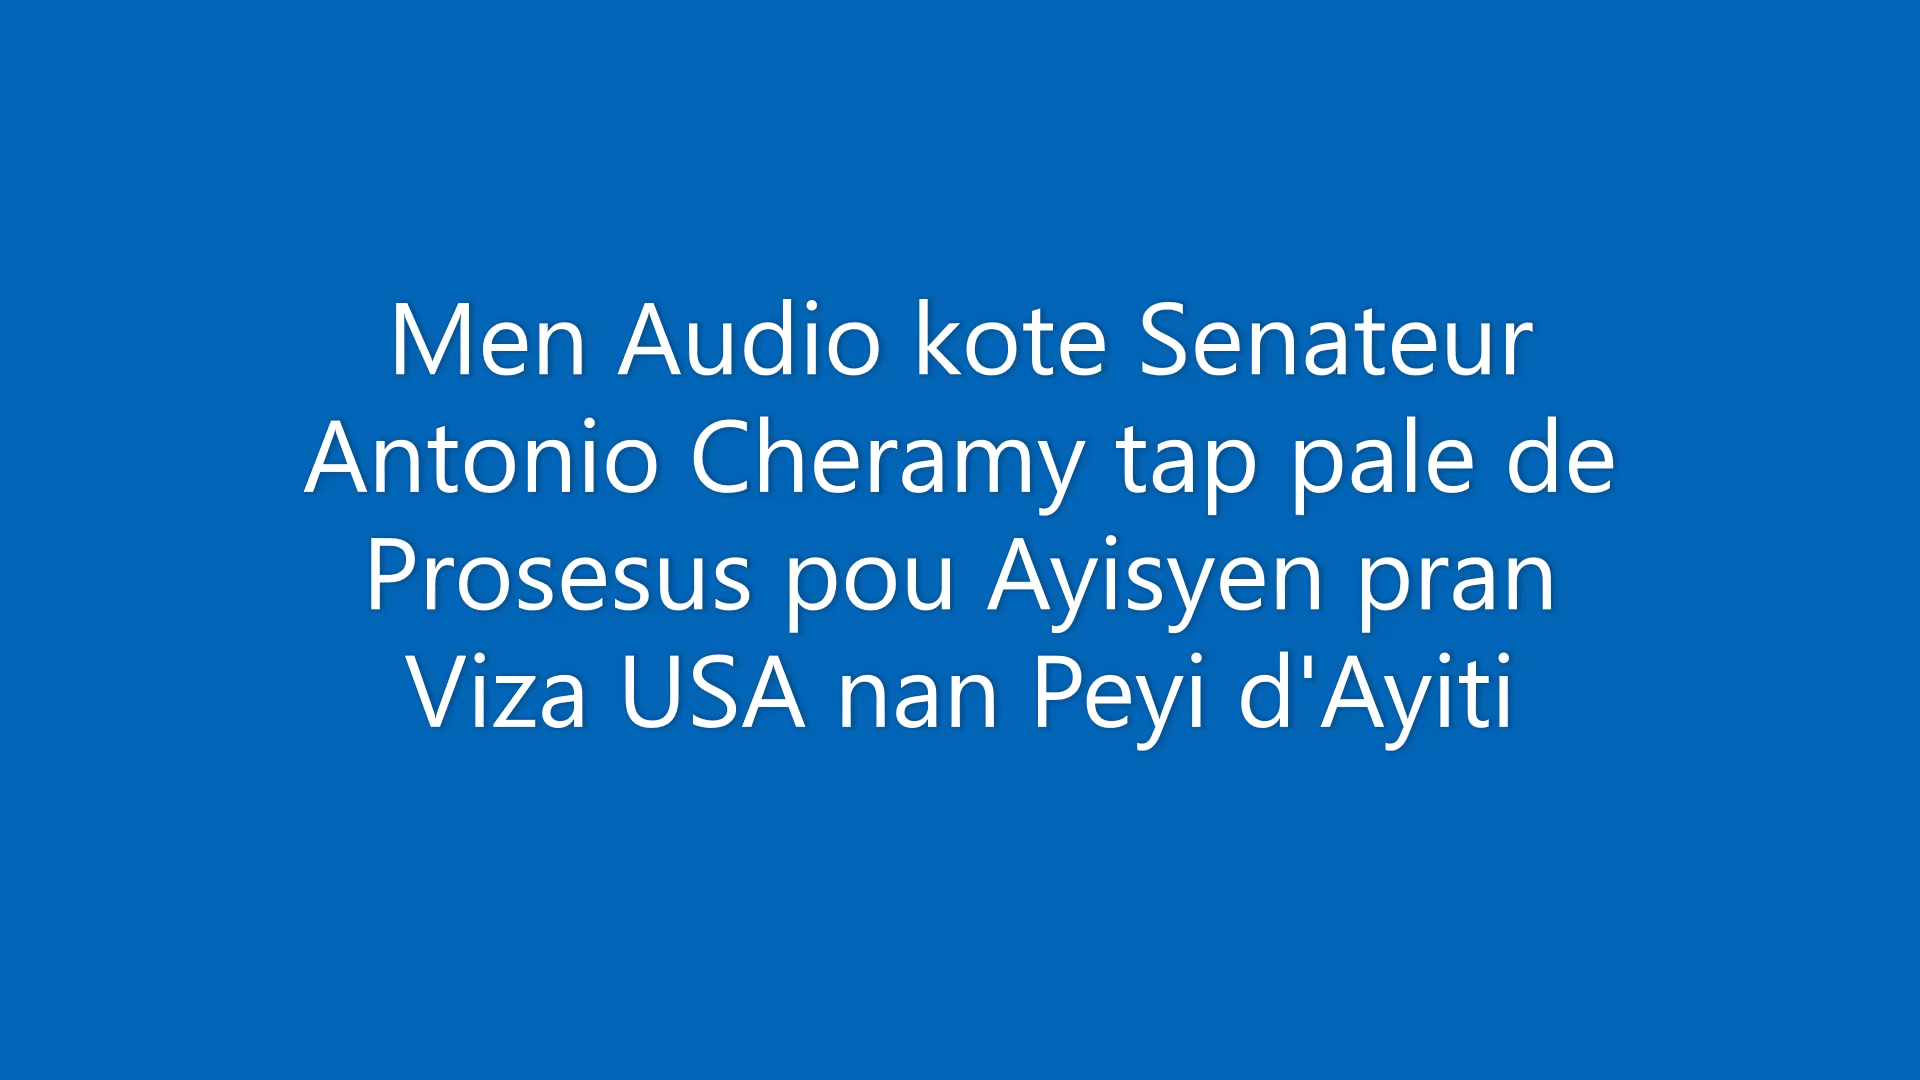 Men Audio kote Senateur
Antonio Cheramy tap pale de
Prosesus pou Ayisyen pran
Viza USA nan Peyi d'Ayiti